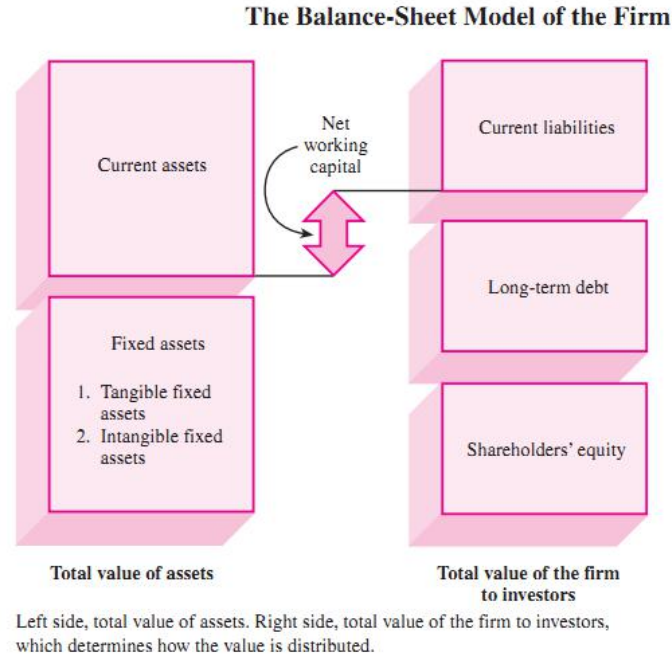 The Balance-Sheet Model of the Firm
Current assets
Net
working
capital
Current liabilities
Fixed assets
1. Tangible fixed
assets
2. Intangible fixed
assets
Long-term debt
Shareholders' equity
Total value of assets
Total value of the firm
to investors
Left side, total value of assets. Right side, total value of the firm to investors,
which determines how the value is distributed.